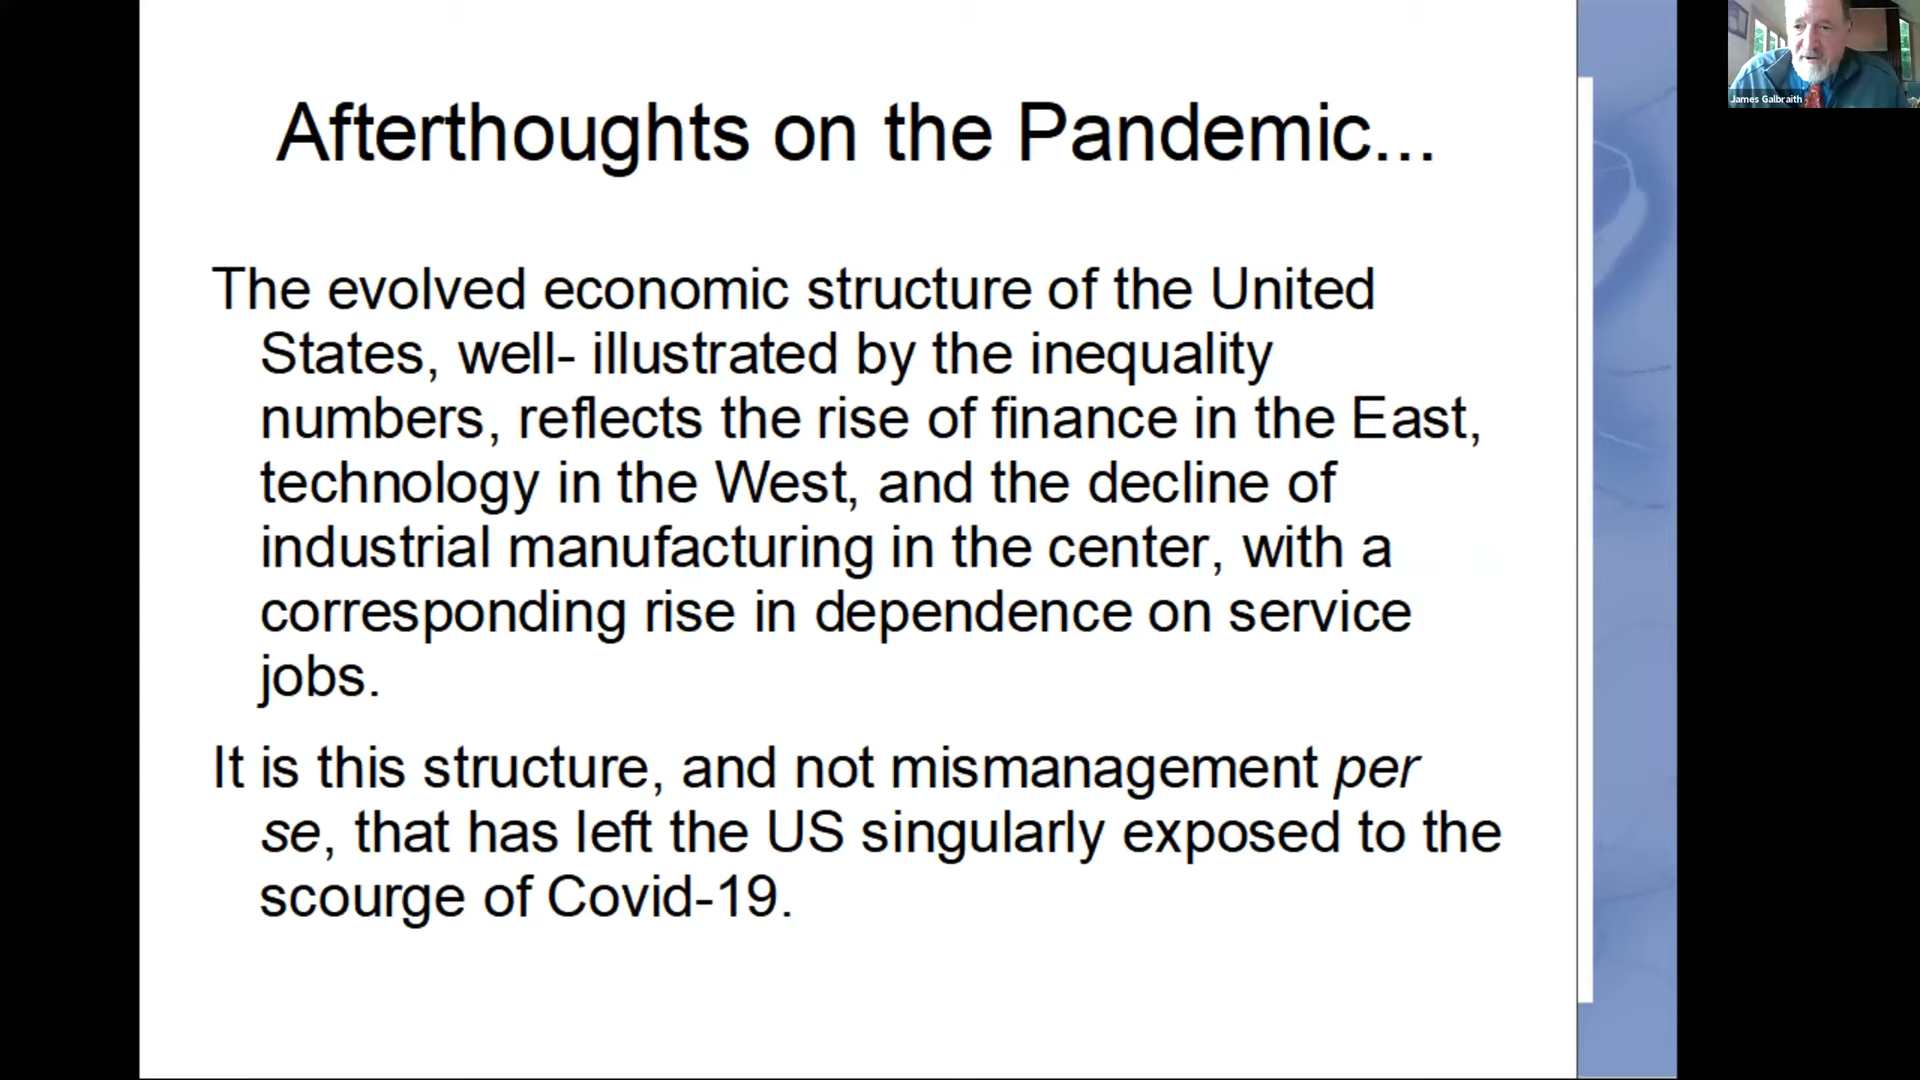 Afterthoughts on the Pandemic...
The evolved economic structure of the United
States, well- illustrated by the inequality
numbers, reflects the rise of finance in the East,
technology in the West, and the decline of
industrial manufacturing in the center, with a
corresponding rise in dependence on service
jobs.
It is this structure, and not mismanagement per
se, that has left the US singularly exposed to the
scourge of Covid-19.
James Galbraith